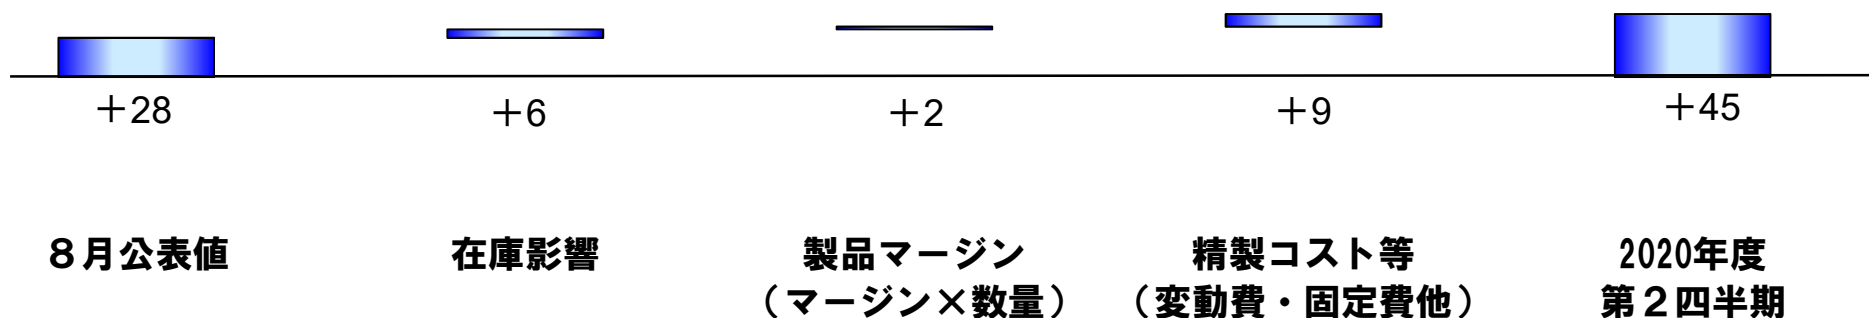 ＋28
＋6
＋2
＋9
＋45
８月公表値
在庫影響
製品マージン
（マージン×数量）
精製コスト等
（変動費・固定費他）
2020年度
第２四半期